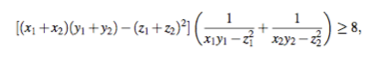 [(x₁ + x₂)(y₁ + y₂) − (z₁ + z₂)²] (1/(x₁y₁ − z₁²) + 1/(x₂y₂ − z₂²)) ≥ 8,